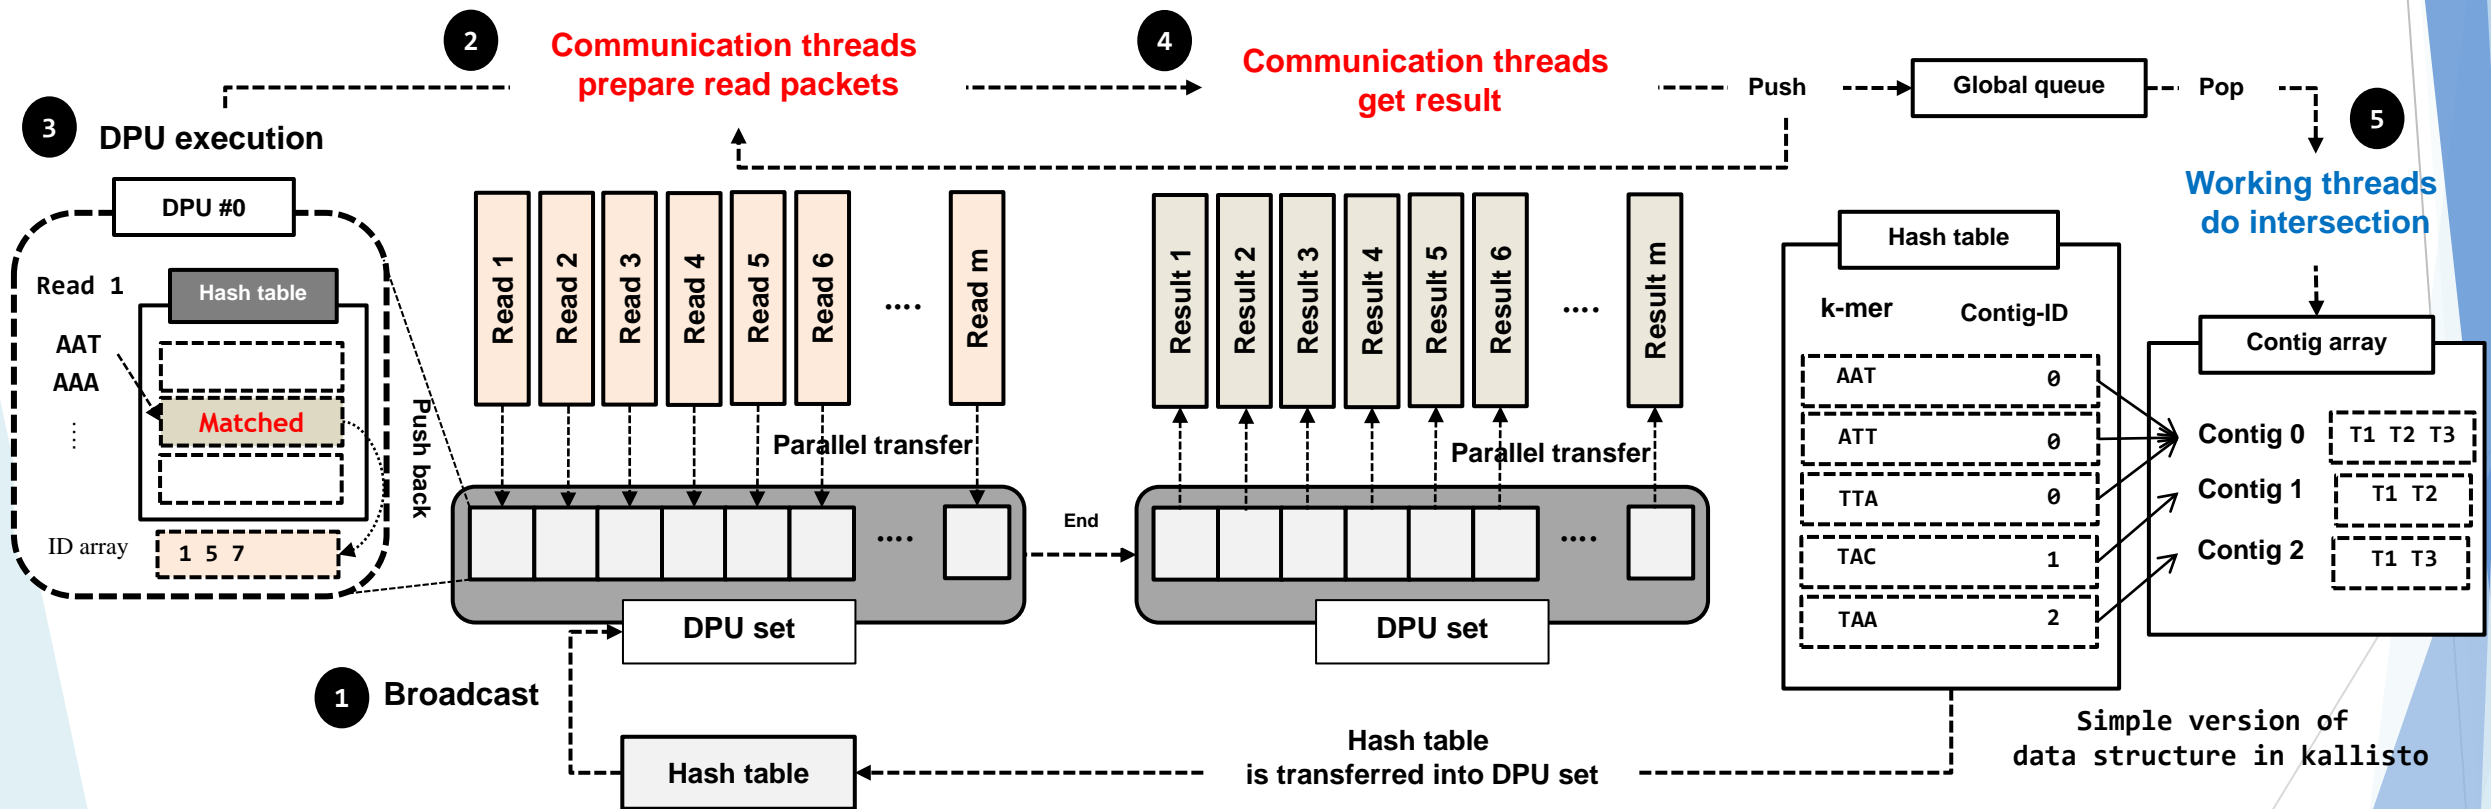 2
Communication threads
prepare read packets
4
Communication threads
get result
Push
Global queue
Pop
5
Working threads
do intersection
3
DPU execution
DPU #0
Read 1
Hash table
AAT
AAA
....
Matched
Push back
ID array
1 5 7
Read 1
Read 2
Read 3
Read 4
Read 5
Read 6
....
Read m
Parallel transfer
....
DPU set
End
Result 1
Result 2
Result 3
Result 4
Result 5
Result 6
....
Result m
Parallel transfer
....
DPU set
Hash table
k-mer
Contig-ID
AAT 0
ATT 0
TTA 0
TAC 1
TAA 2
Contig array
Contig 0 T1 T2 T3
Contig 1 T1 T2
Contig 2 T1 T3
1
Broadcast
Hash table
Hash table
is transferred into DPU set
Simple version of
data structure in kallisto